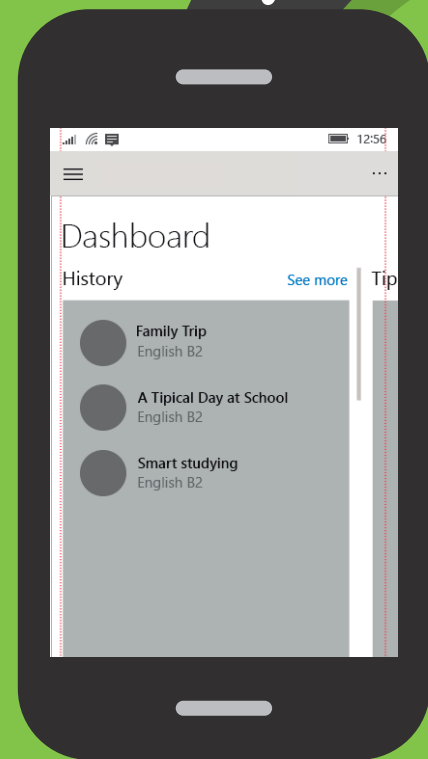 12:56
Dashboard
History See more Tip
Family Trip
English B2
A Tipical Day at School
English B2
Smart studying
English B2